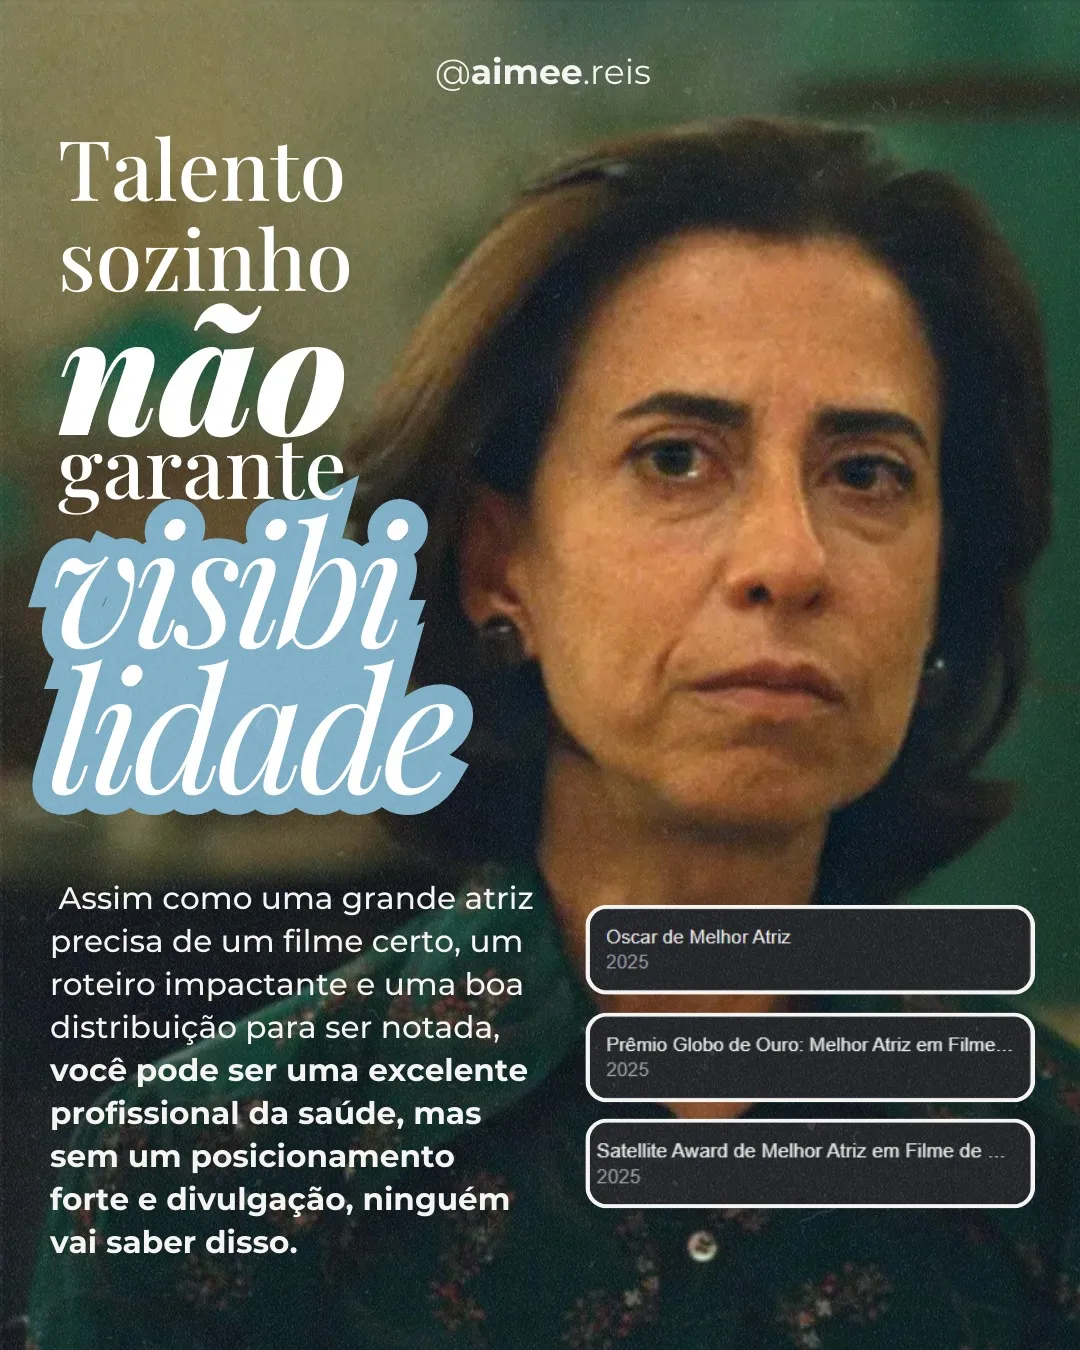 @aimee.reis
Talento
sozinho
não
garante
visibi
lidade
Assim como uma grande atriz
precisa de um filme certo, um
roteiro impactante e uma boa
distribuição para ser notada,
você pode ser uma excelente
profissional da saúde, mas
sem um posicionamento
forte e divulgação, ninguém
vai saber disso.
Oscar de Melhor Atriz
2025
Prêmio Globo de Ouro: Melhor Atriz em Filme...
2025
Satellite Award de Melhor Atriz em Filme de ...
2025